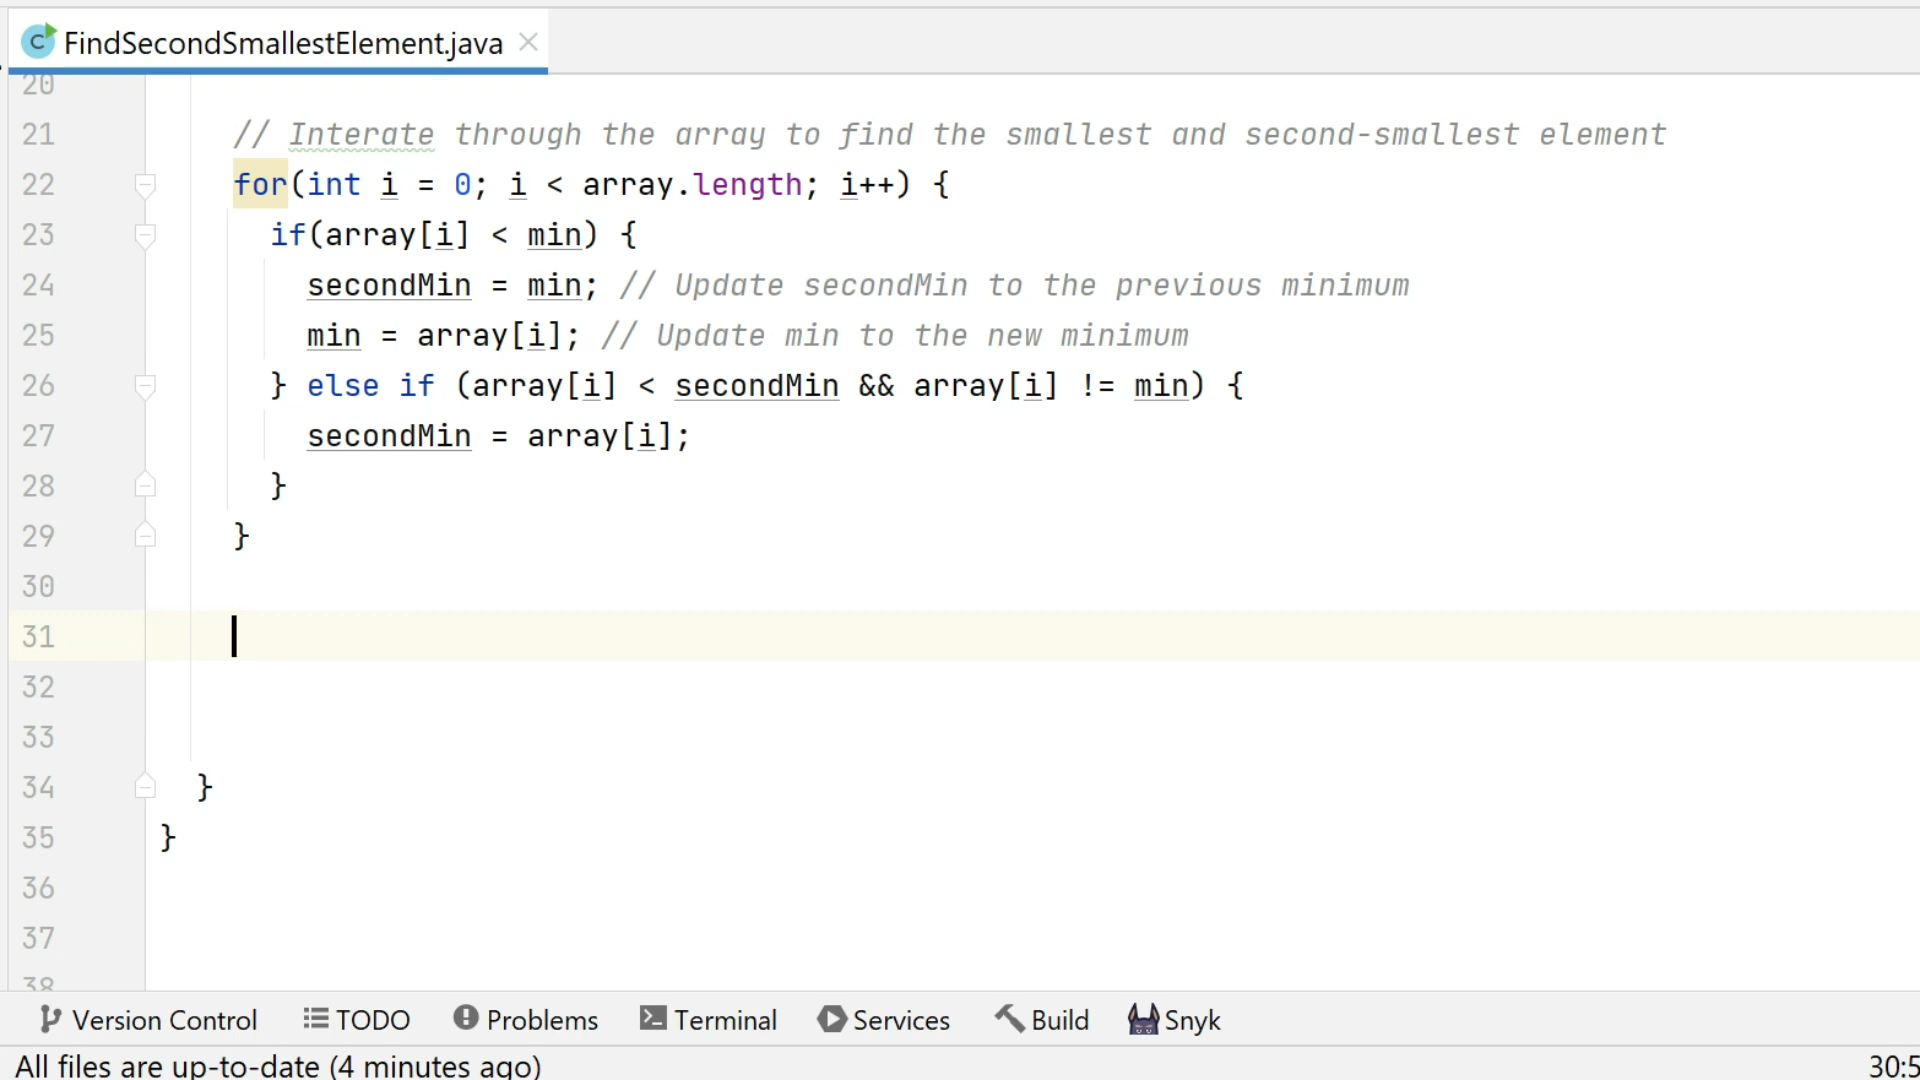 C FindSecondSmallestElement.java
20
21 // Interate through the array to find the smallest and second-smallest element
22 for(int i = 0; i < array.length; i++) {
23 if(array[i] < min) {
24 secondMin = min; // Update secondMin to the previous minimum
25 min = array[i]; // Update min to the new minimum
26 } else if (array[i] < secondMin && array[i] != min) {
27 secondMin = array[i];
28 }
29 }
30
31
32
33
34 }
35 }
36
37
38
Version Control TODO Problems Terminal Services Build Snyk
All files are up-to-date (4 minutes ago) 30:5